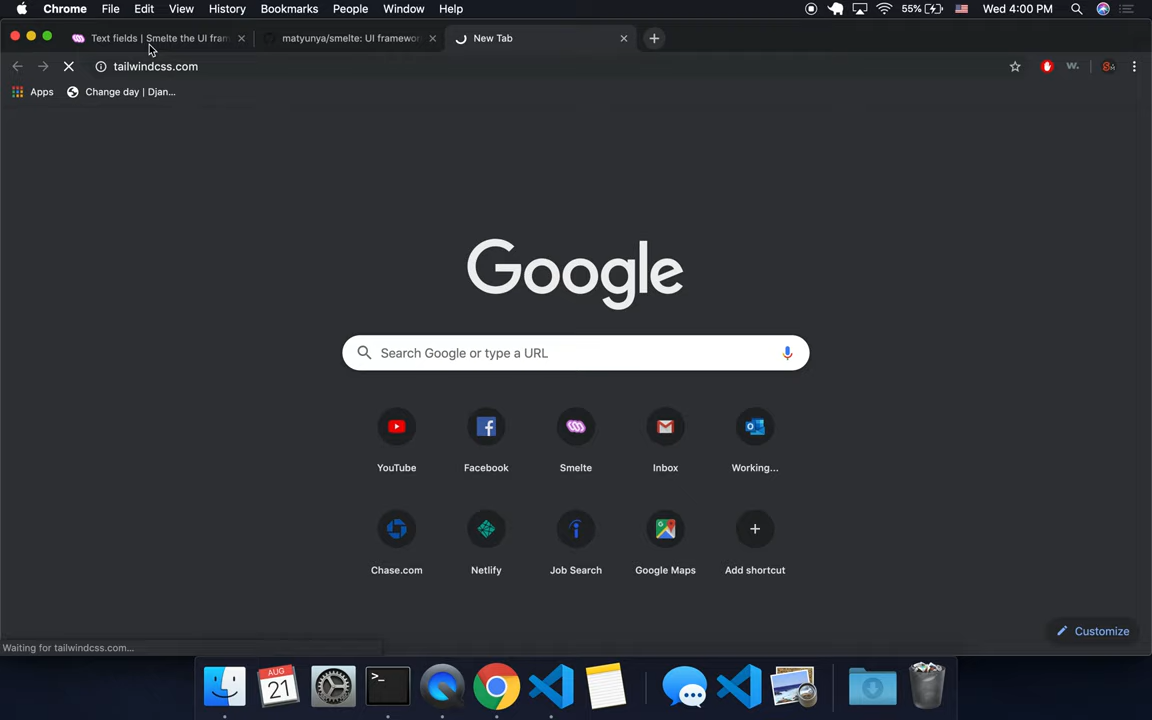 Chrome File Edit View History Bookmarks People Window Help 55% Wed 4:00 PM
Text fields | Smelte the UI fram matyunya/smelte: UI framewor New Tab
tailwindcss.com W.
Apps Change day | Djan...
Google
Search Google or type a URL
YouTube Facebook Smelte Inbox Working...
Chase.com Netlify Job Search Google Maps Add shortcut
Customize
Waiting for tailwindcss.com...
AUG
21
>_